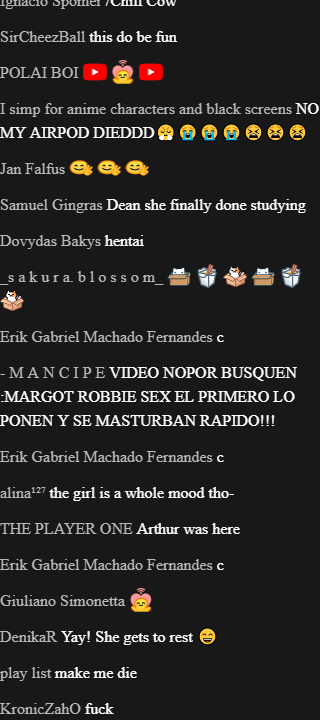 Ignacio Spomer /Chill Cow
SirCheezBall this do be fun
POLAI BOI
I simp for anime characters and black screens NO
MY AIRPOD DIEDDD 😤 😭 😭 😭 😫 😫 😫
Jan Falfus
Samuel Gingras Dean she finally done studying
Dovydas Bakys hentai
_s a k u r a. b l o s s o m_
Erik Gabriel Machado Fernandes c
- M A N C I P E VIDEO NOPOR BUSQUEN
:MARGOT ROBBIE SEX EL PRIMERO LO
PONEN Y SE MASTURBAN RAPIDO!!!
Erik Gabriel Machado Fernandes c
alina¹²⁷ the girl is a whole mood tho-
THE PLAYER ONE Arthur was here
Erik Gabriel Machado Fernandes c
Giuliano Simonetta
DenikaR Yay! She gets to rest 😄
play list make me die
KronicZahO fuck